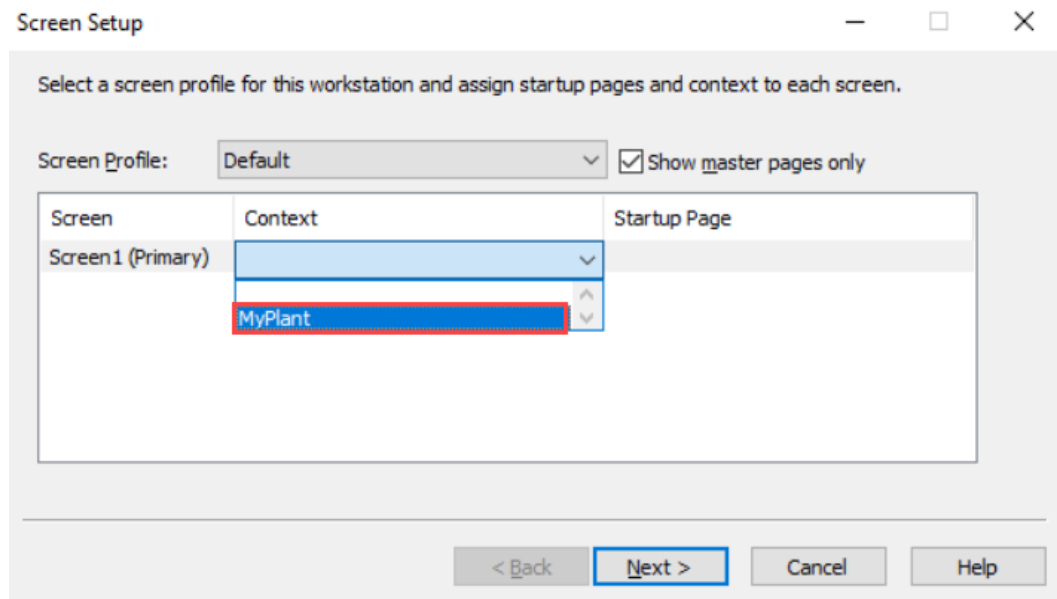 Screen Setup
Select a screen profile for this workstation and assign startup pages and context to each screen.
Screen Profile: Default Show master pages only
Screen Context Startup Page
Screen1 (Primary)
MyPlant
< Back Next > Cancel Help